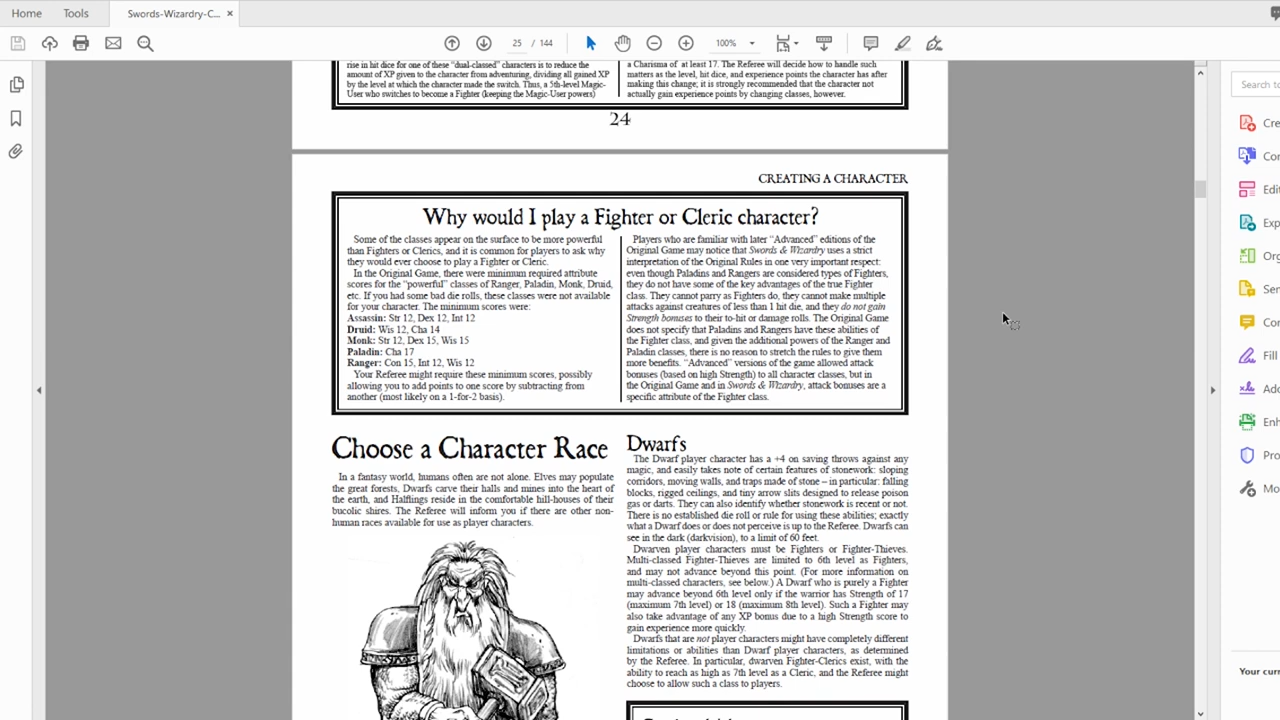 Home
Tools
Swords-Wizardry-C... ×
25 / 144
100%
rise in hit dice for one of these “dual-classed” characters is to reduce the
amount of XP given to the character from adventuring, dividing all gained XP
by the level at which the character made the switch. Thus, a 5th-level Magic-
User who switches to become a Fighter (keeping the Magic-User powers)
a Charisma of at least 17. The Referee will decide how to handle such
matters as the level, hit dice, and experience points the character has after
making this change; it is strongly recommended that the character not
actually gain experience points by changing classes, however.
24
CREATING A CHARACTER
Why would I play a Fighter or Cleric character?
Some of the classes appear on the surface to be more powerful
than Fighters or Clerics, and it is common for players to ask why
they would ever choose to play a Fighter or Cleric.
In the Original Game, there were minimum required attribute
scores for the “powerful” classes of Ranger, Paladin, Monk, Druid,
etc. If you had some bad die rolls, these classes were not available
for your character. The minimum scores were:
Assassin: Str 12, Dex 12, Int 12
Druid: Wis 12, Cha 14
Monk: Str 12, Dex 15, Wis 15
Paladin: Cha 17
Ranger: Con 15, Int 12, Wis 12
Your Referee might require these minimum scores, possibly
allowing you to add points to one score by subtracting from
another (most likely on a 1-for-2 basis).
Players who are familiar with later “Advanced” editions of the
Original Game may notice that Swords & Wizardry uses a strict
interpretation of the Original Rules in one very important respect:
even though Paladins and Rangers are considered types of Fighters,
they do not have some of the key advantages of the true Fighter
class. They cannot parry as Fighters do, they cannot make multiple
attacks against creatures of less than 1 hit die, and they do not gain
Strength bonuses to their to-hit or damage rolls. The Original Game
does not specify that Paladins and Rangers have these abilities of
the Fighter class, and given the additional powers of the Ranger and
Paladin classes, there is no reason to stretch the rules to give them
more benefits. “Advanced” versions of the game allowed attack
bonuses (based on high Strength) to all character classes, but in
the Original Game and in Swords & Wizardry, attack bonuses are a
specific attribute of the Fighter class.
Choose a Character Race
In a fantasy world, humans often are not alone. Elves may populate
the great forests, Dwarfs carve their halls and mines into the heart of
the earth, and Halflings reside in the comfortable hill-houses of their
bucolic shires. The Referee will inform you if there are other non-
human races available for use as player characters.
Dwarfs
The Dwarf player character has a +4 on saving throws against any
magic, and easily takes note of certain features of stonework: sloping
corridors, moving walls, and traps made of stone – in particular: falling
blocks, rigged ceilings, and tiny arrow slits designed to release poison
gas or darts. They can also identify whether stonework is recent or not.
There is no established die roll or rule for using these abilities; exactly
what a Dwarf does or does not perceive is up to the Referee. Dwarfs can
see in the dark (darkvision), to a limit of 60 feet.
Dwarven player characters must be Fighters or Fighter-Thieves.
Multi-classed Fighter-Thieves are limited to 6th level as Fighters,
and may not advance beyond this point. (For more information on
multi-classed characters, see below.) A Dwarf who is purely a Fighter
may advance beyond 6th level only if the warrior has Strength of 17
(maximum 7th level) or 18 (maximum 8th level). Such a Fighter may
also take advantage of any XP bonus due to a high Strength score to
gain experience more quickly.
Dwarfs that are not player characters might have completely different
limitations or abilities than Dwarf player characters, as determined
by the Referee. In particular, dwarven Fighter-Clerics exist, with the
ability to reach as high as 7th level as a Cleric, and the Referee might
choose to allow such a class to players.
Search to
Cre
Con
Edit
Exp
Org
Sen
Con
Fill
Add
Enh
Pro
Mo
Your curr